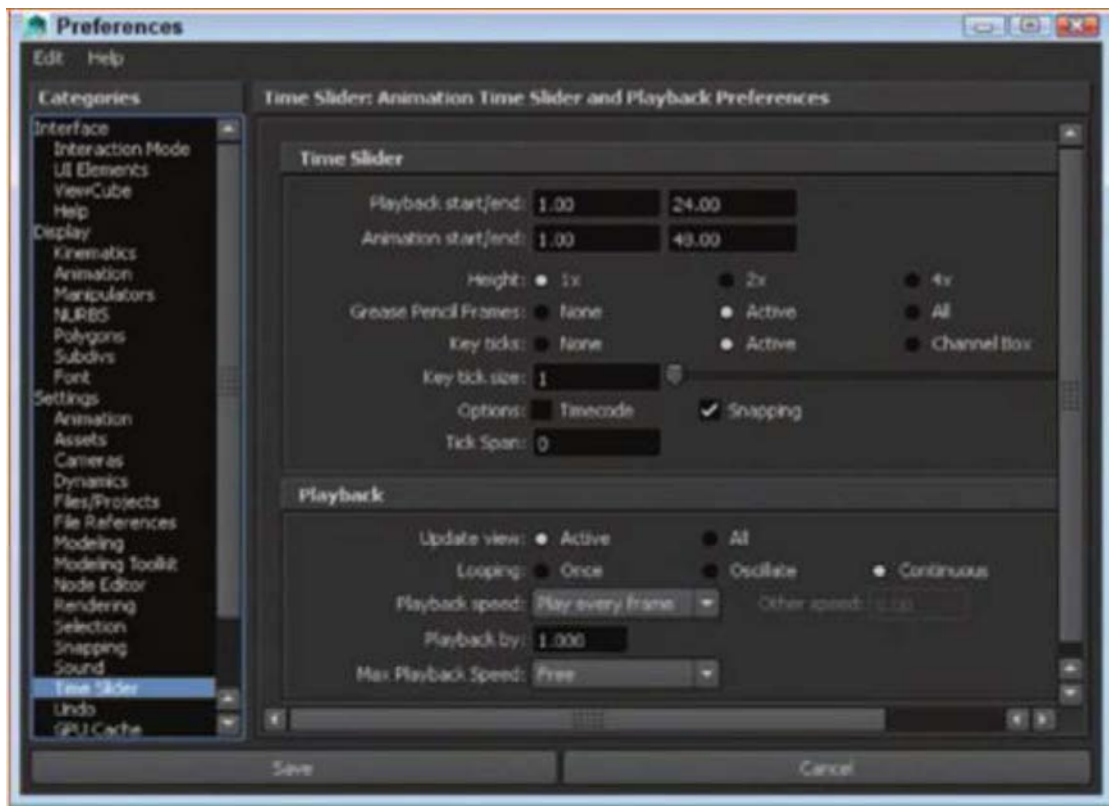 Preferences
Edit Help
Categories
Interface
Interaction Mode
UI Elements
ViewCube
Help
Display
Kinematics
Animation
Manipulators
NURBS
Polygons
Subdivs
Font
Settings
Animation
Assets
Cameras
Dynamics
Files/Projects
File References
Modeling
Modeling Toolkit
Node Editor
Rendering
Selection
Snapping
Sound
Time Slider
Undo
GPU Cache
Time Slider: Animation Time Slider and Playback Preferences
Time Slider
Playback start/end: 1.00 24.00
Animation start/end: 1.00 48.00
Height: 1x 2x 4x
Grease Pencil Frames: None Active All
Key ticks: None Active Channel Box
Key tick size: 1
Options: Timecode Snapping
Tick Span: 0
Playback
Update view: Active All
Looping: Once Oscillate Continuous
Playback speed: Play every frame Other speed: 0.00
Playback by: 1.000
Max Playback Speed: Free
Save Cancel